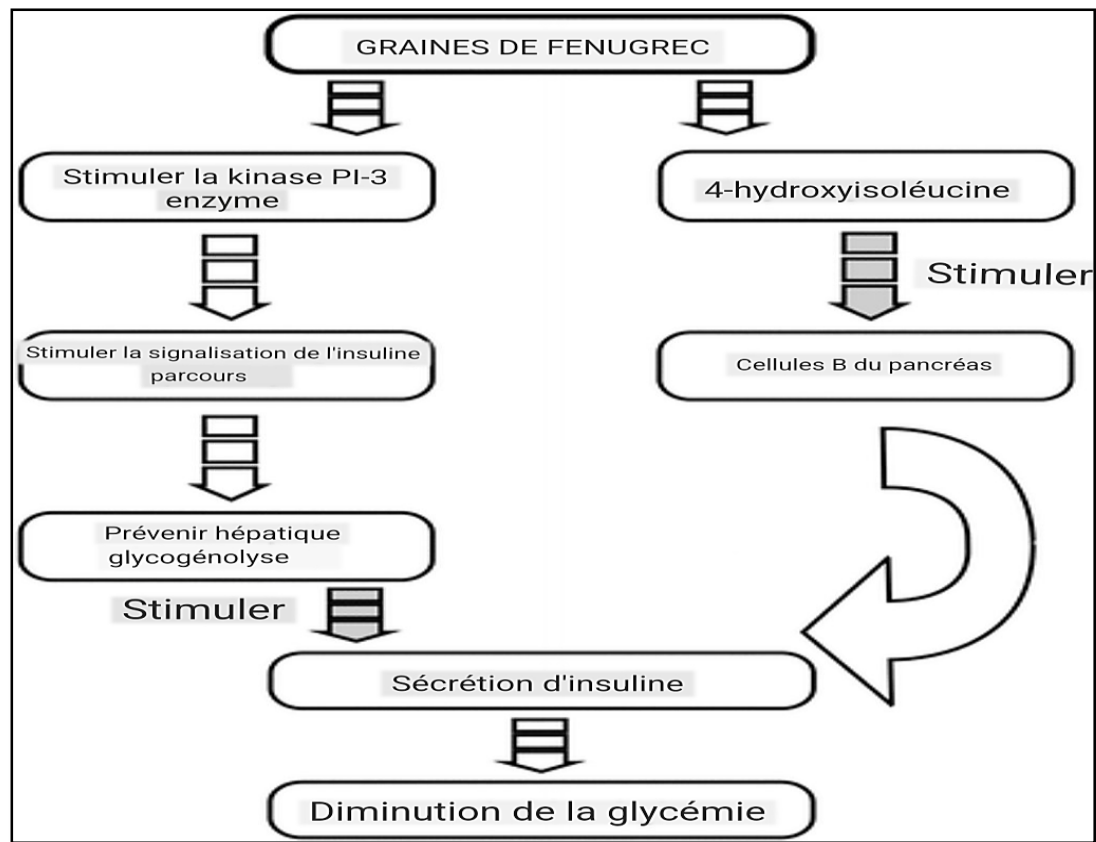 GRAINES DE FENUGREC
Stimuler la kinase PI-3
enzyme
4-hydroxyisoléucine
Stimuler
Stimuler la signalisation de l'insuline
parcours
Cellules B du pancréas
Prévenir hépatique
glycogénolyse
Stimuler
Sécrétion d'insuline
Diminution de la glycémie